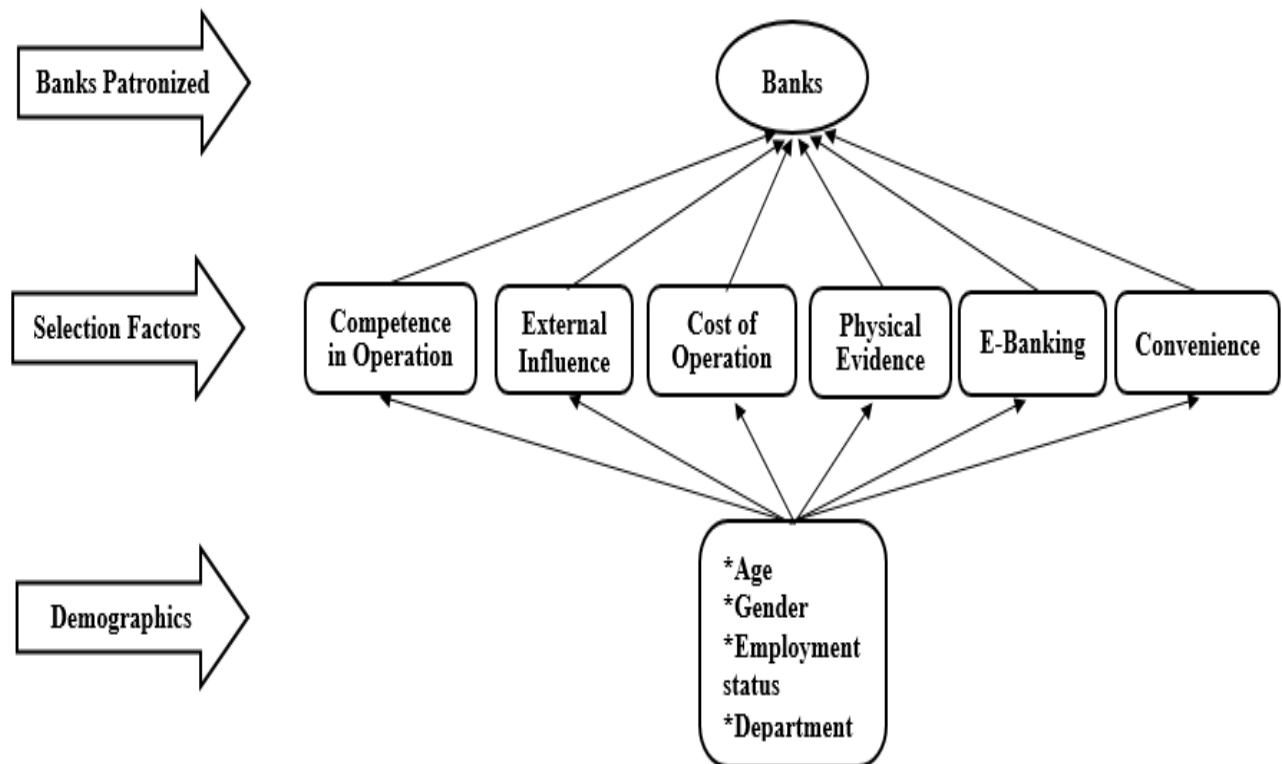 Banks Patronized
Banks
Selection Factors
Competence
in Operation
External
Influence
Cost of
Operation
Physical
Evidence
E-Banking
Convenience
Demographics
*Age
*Gender
*Employment
status
*Department